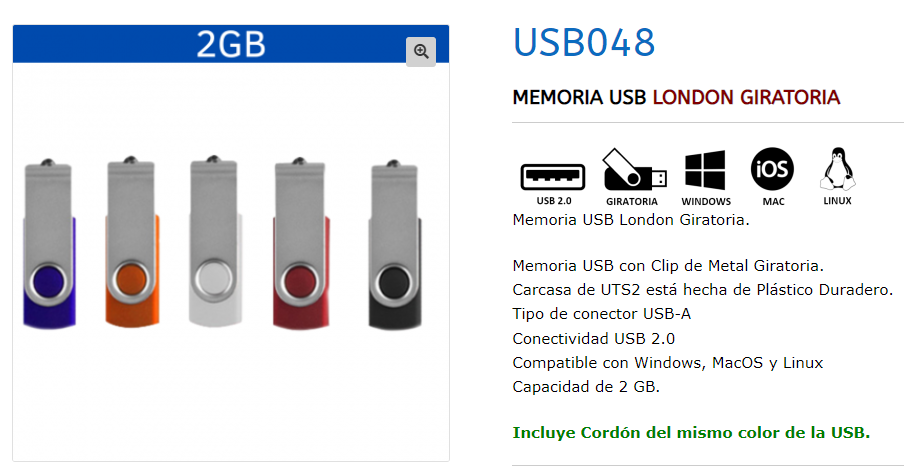 2GB
USB048
MEMORIA USB LONDON GIRATORIA
USB 2.0 GIRATORIA WINDOWS iOS MAC LINUX
Memoria USB London Giratoria.
Memoria USB con Clip de Metal Giratoria.
Carcasa de UTS2 está hecha de Plástico Duradero.
Tipo de conector USB-A
Conectividad USB 2.0
Compatible con Windows, MacOS y Linux
Capacidad de 2 GB.
Incluye Cordón del mismo color de la USB.